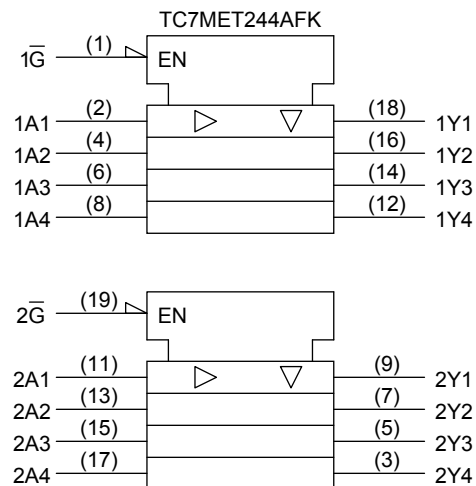 TC7MET244AFK
1G̅ (1) EN
1A1 (2) (18) 1Y1
1A2 (4) (16) 1Y2
1A3 (6) (14) 1Y3
1A4 (8) (12) 1Y4
2G̅ (19) EN
2A1 (11) (9) 2Y1
2A2 (13) (7) 2Y2
2A3 (15) (5) 2Y3
2A4 (17) (3) 2Y4